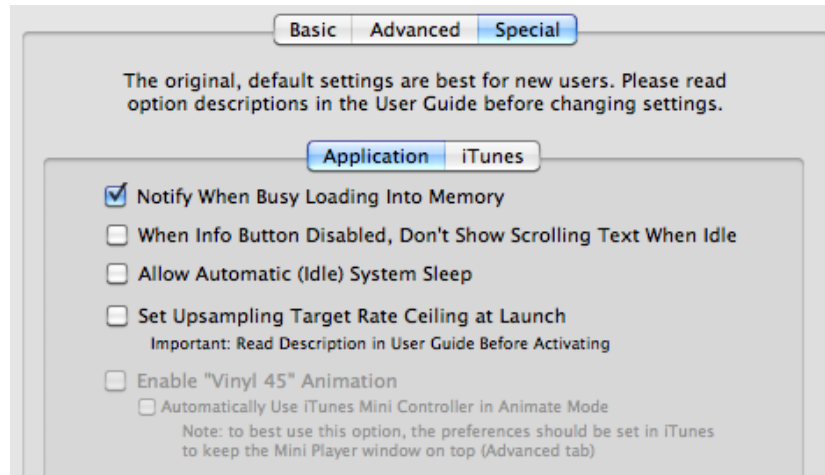 Basic Advanced Special
The original, default settings are best for new users. Please read
option descriptions in the User Guide before changing settings.
Application iTunes
Notify When Busy Loading Into Memory
When Info Button Disabled, Don't Show Scrolling Text When Idle
Allow Automatic (Idle) System Sleep
Set Upsampling Target Rate Ceiling at Launch
Important: Read Description in User Guide Before Activating
Enable "Vinyl 45" Animation
Automatically Use iTunes Mini Controller in Animate Mode
Note: to best use this option, the preferences should be set in iTunes
to keep the Mini Player window on top (Advanced tab)